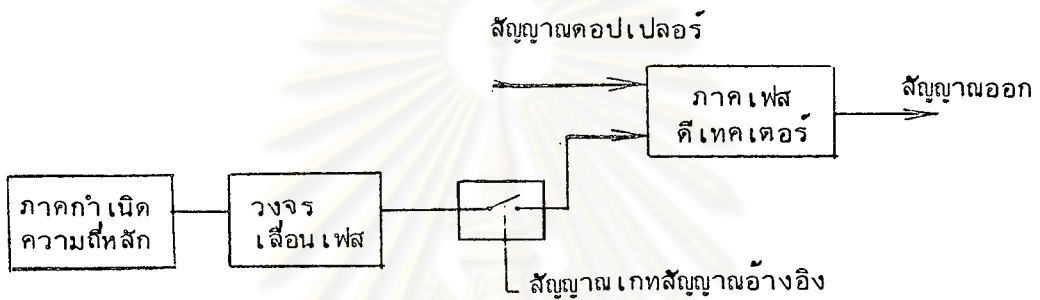 สัญญาณดอปเปลอร์
ภาคเฟส
ดีเทคเตอร์
สัญญาณออก
ภาคกำเนิด
ความถี่หลัก
วงจร
เลื่อนเฟส
สัญญาณเกทสัญญาณอ้างอิง